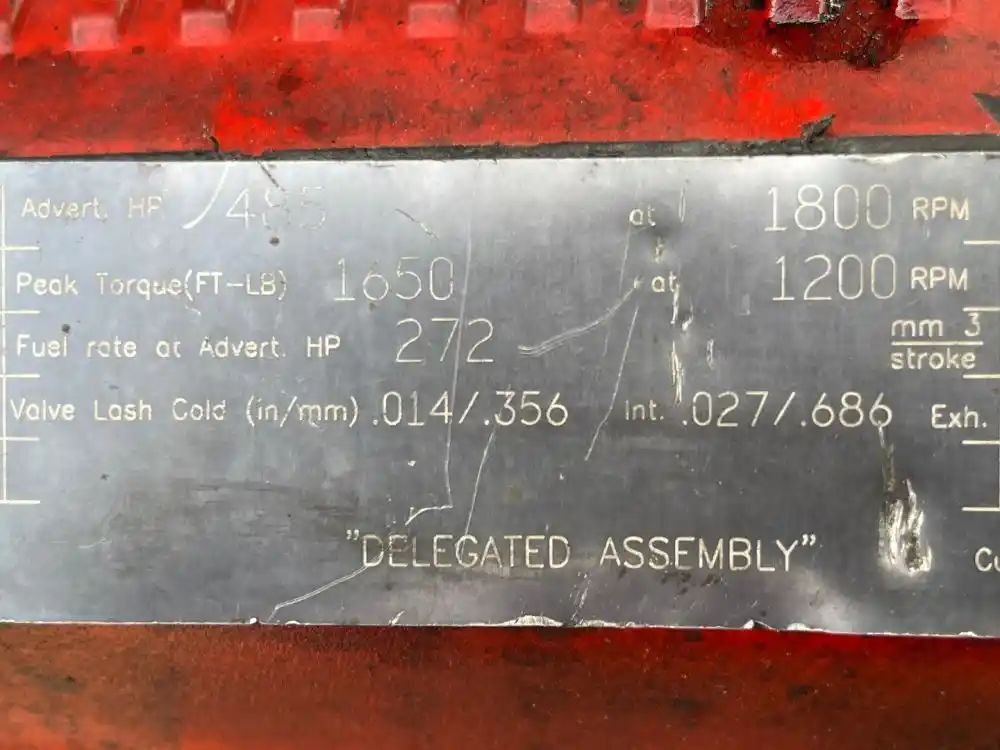 Advert. HP 485 at 1800 RPM
Peak Torque(FT-LB) 1650 at 1200 RPM
Fuel rate at Advert. HP 272 mm 3
stroke
Valve Lash Cold (in/mm) .014/.356 Int. .027/.686 Exh.
"DELEGATED ASSEMBLY"